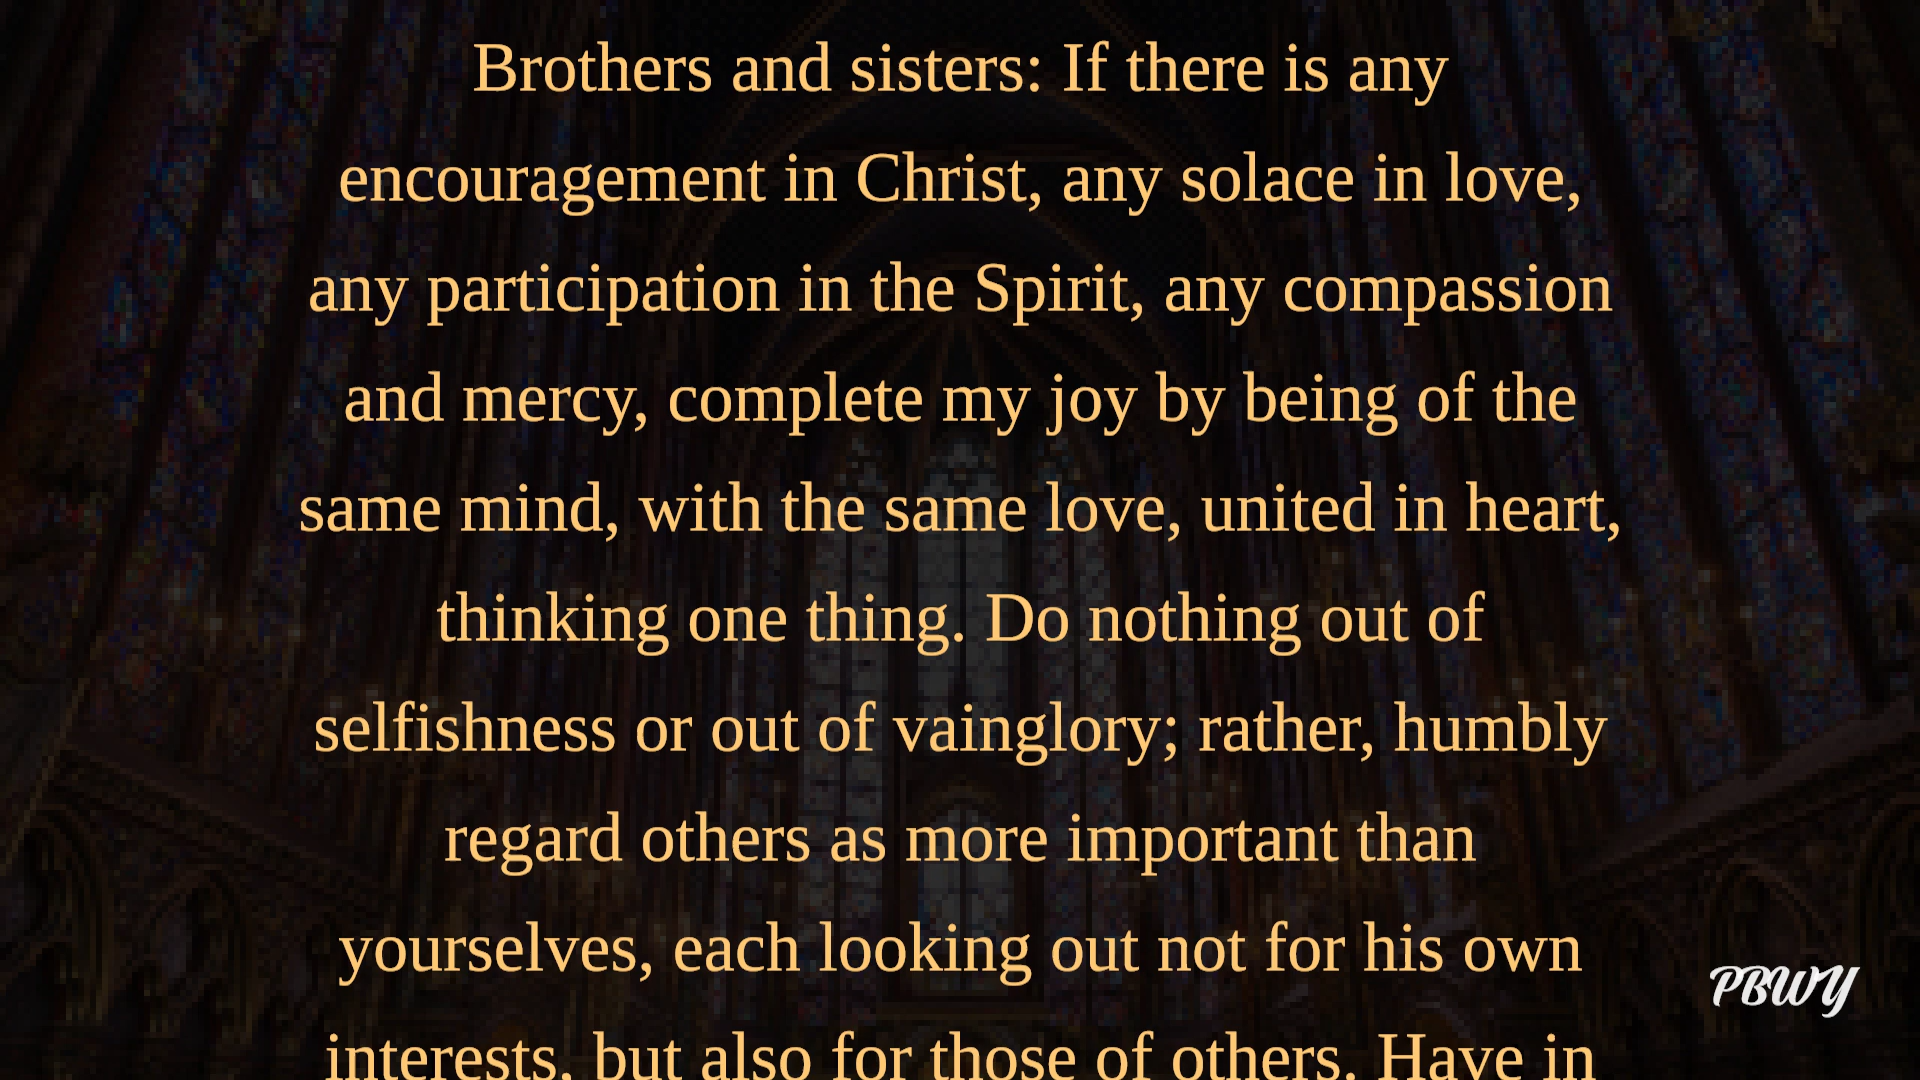 Brothers and sisters: If there is any
encouragement in Christ, any solace in love,
any participation in the Spirit, any compassion
and mercy, complete my joy by being of the
same mind, with the same love, united in heart,
thinking one thing. Do nothing out of
selfishness or out of vainglory; rather, humbly
regard others as more important than
yourselves, each looking out not for his own
PBWY
interests, but also for those of others. Have in